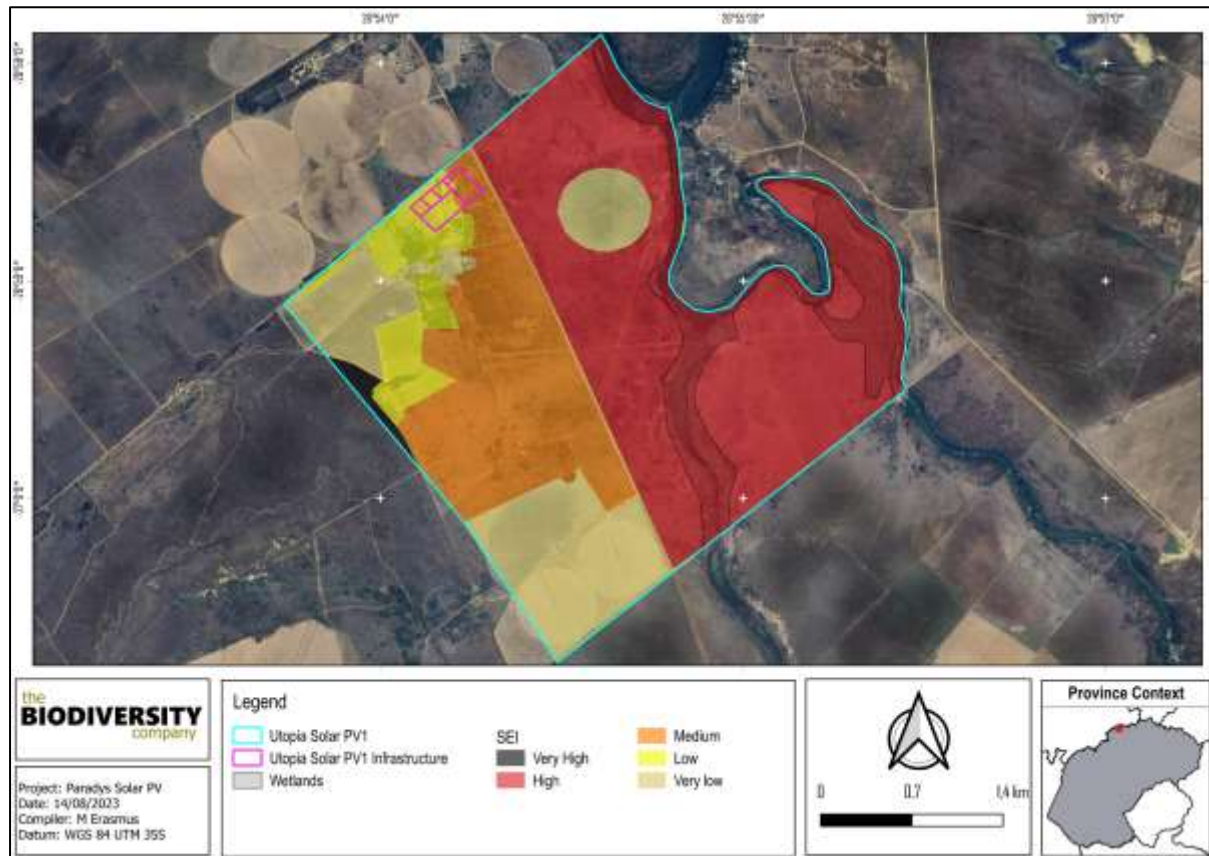 the
BIODIVERSITY
company
Project: Paradys Solar PV
Date: 14/08/2023
Compiler: M Erasmus
Datum: WGS 84 UTM 35S
Legend
Utopia Solar PV1
Utopia Solar PV1 Infrastructure
Wetlands
SEI
Very High
High
Medium
Low
Very low
0 0.7 1.4 km
Province Context